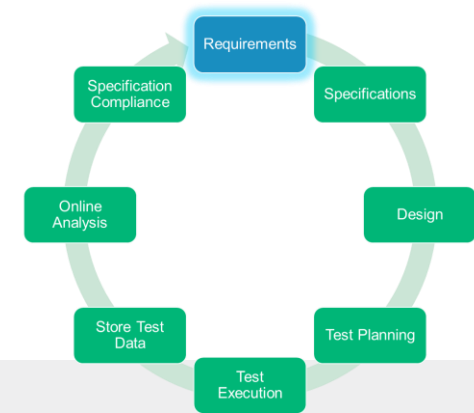 Requirements
Specifications
Design
Test Planning
Test
Execution
Store Test
Data
Online
Analysis
Specification
Compliance